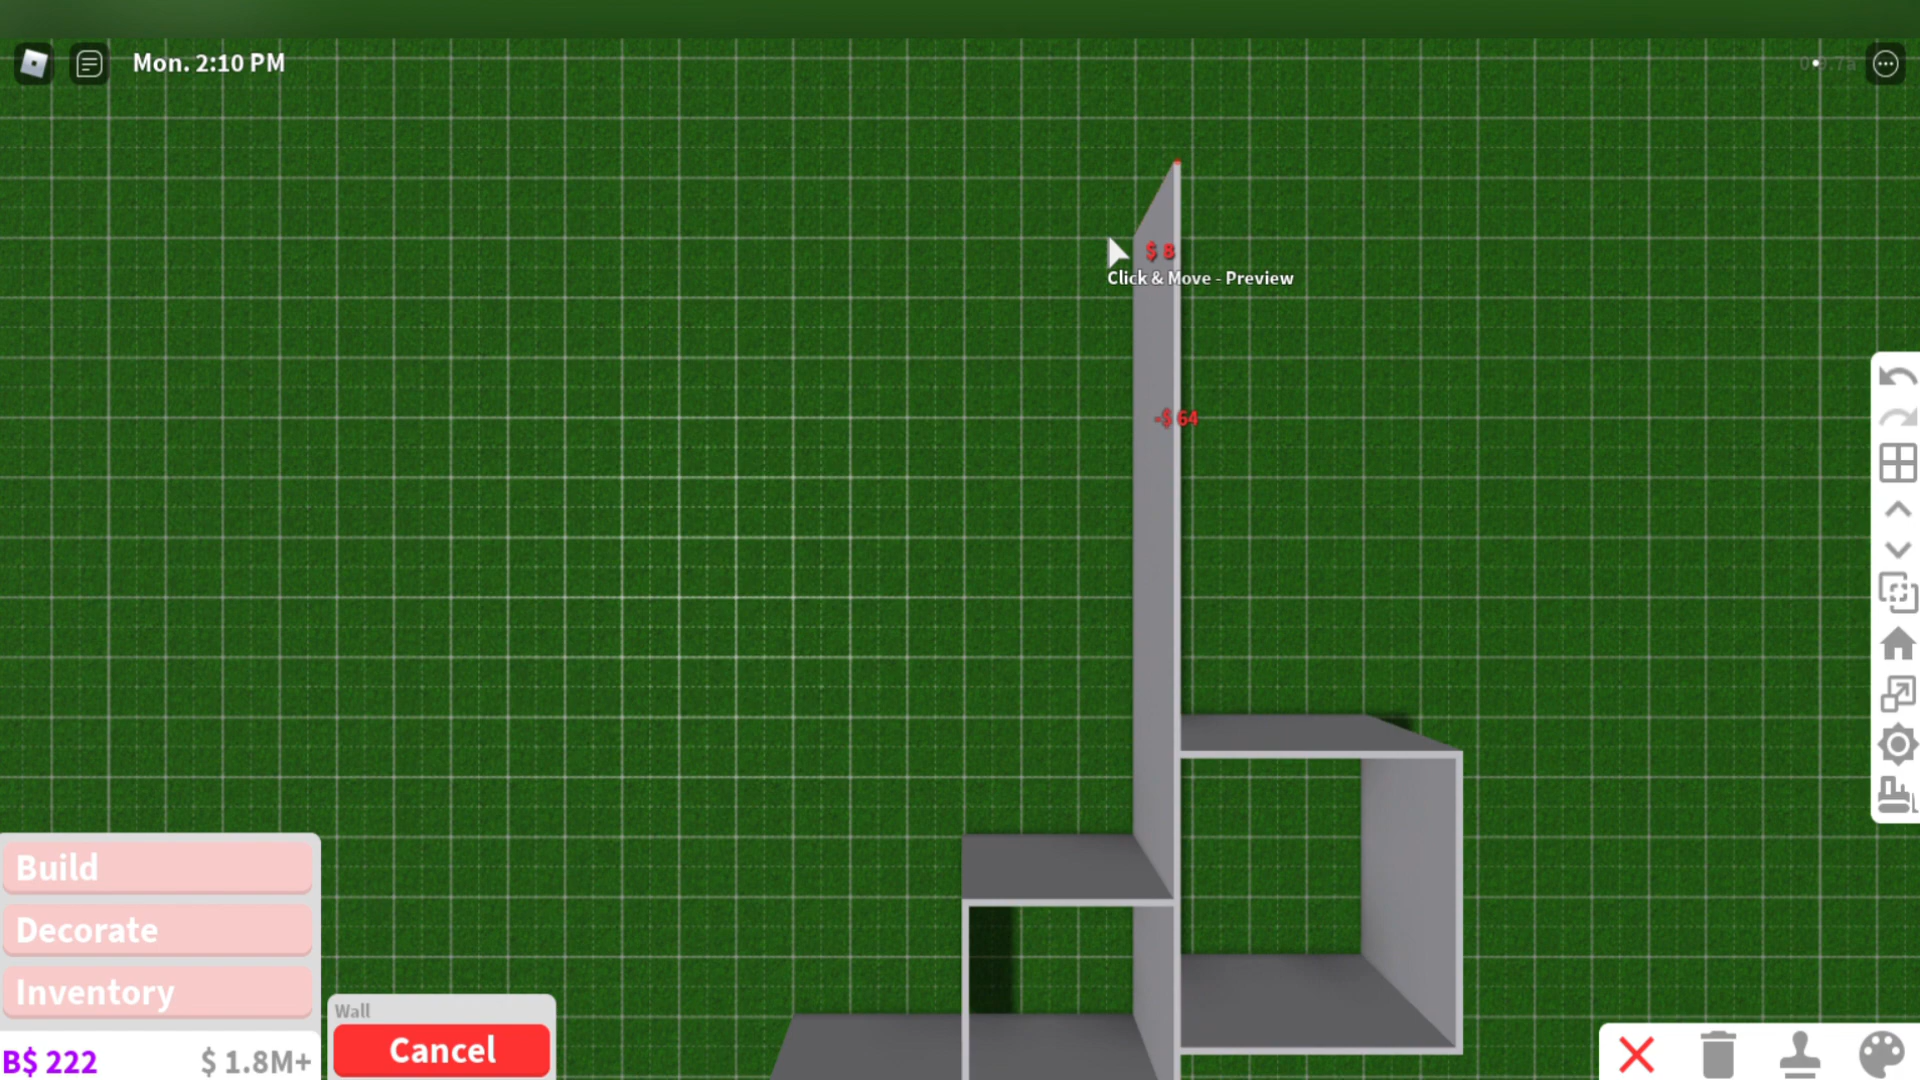 Mon. 2:10 PM
$ 8
Click & Move - Preview
-$ 64
Build
Decorate
Inventory
Wall
Cancel
B$ 222
$ 1.8M+